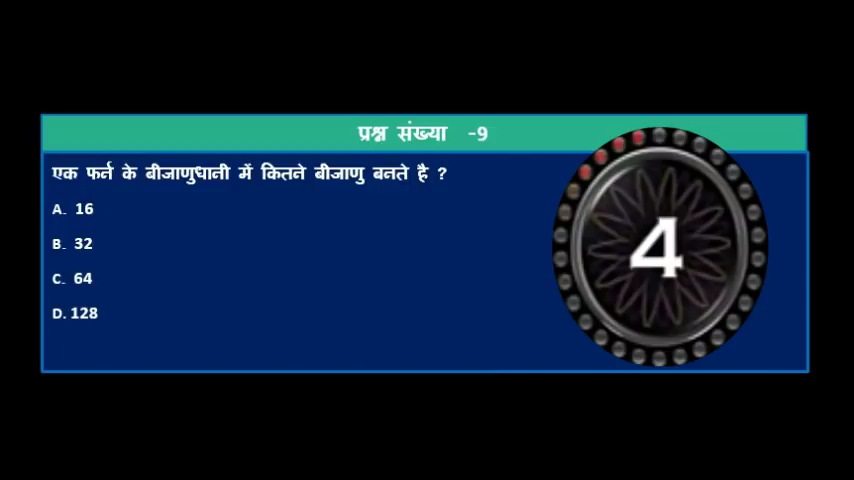 प्रश्न संख्या -9
एक फर्न के बीजाणुधानी में कितने बीजाणु बनते है ?
A. 16
B. 32
C. 64
D. 128
4